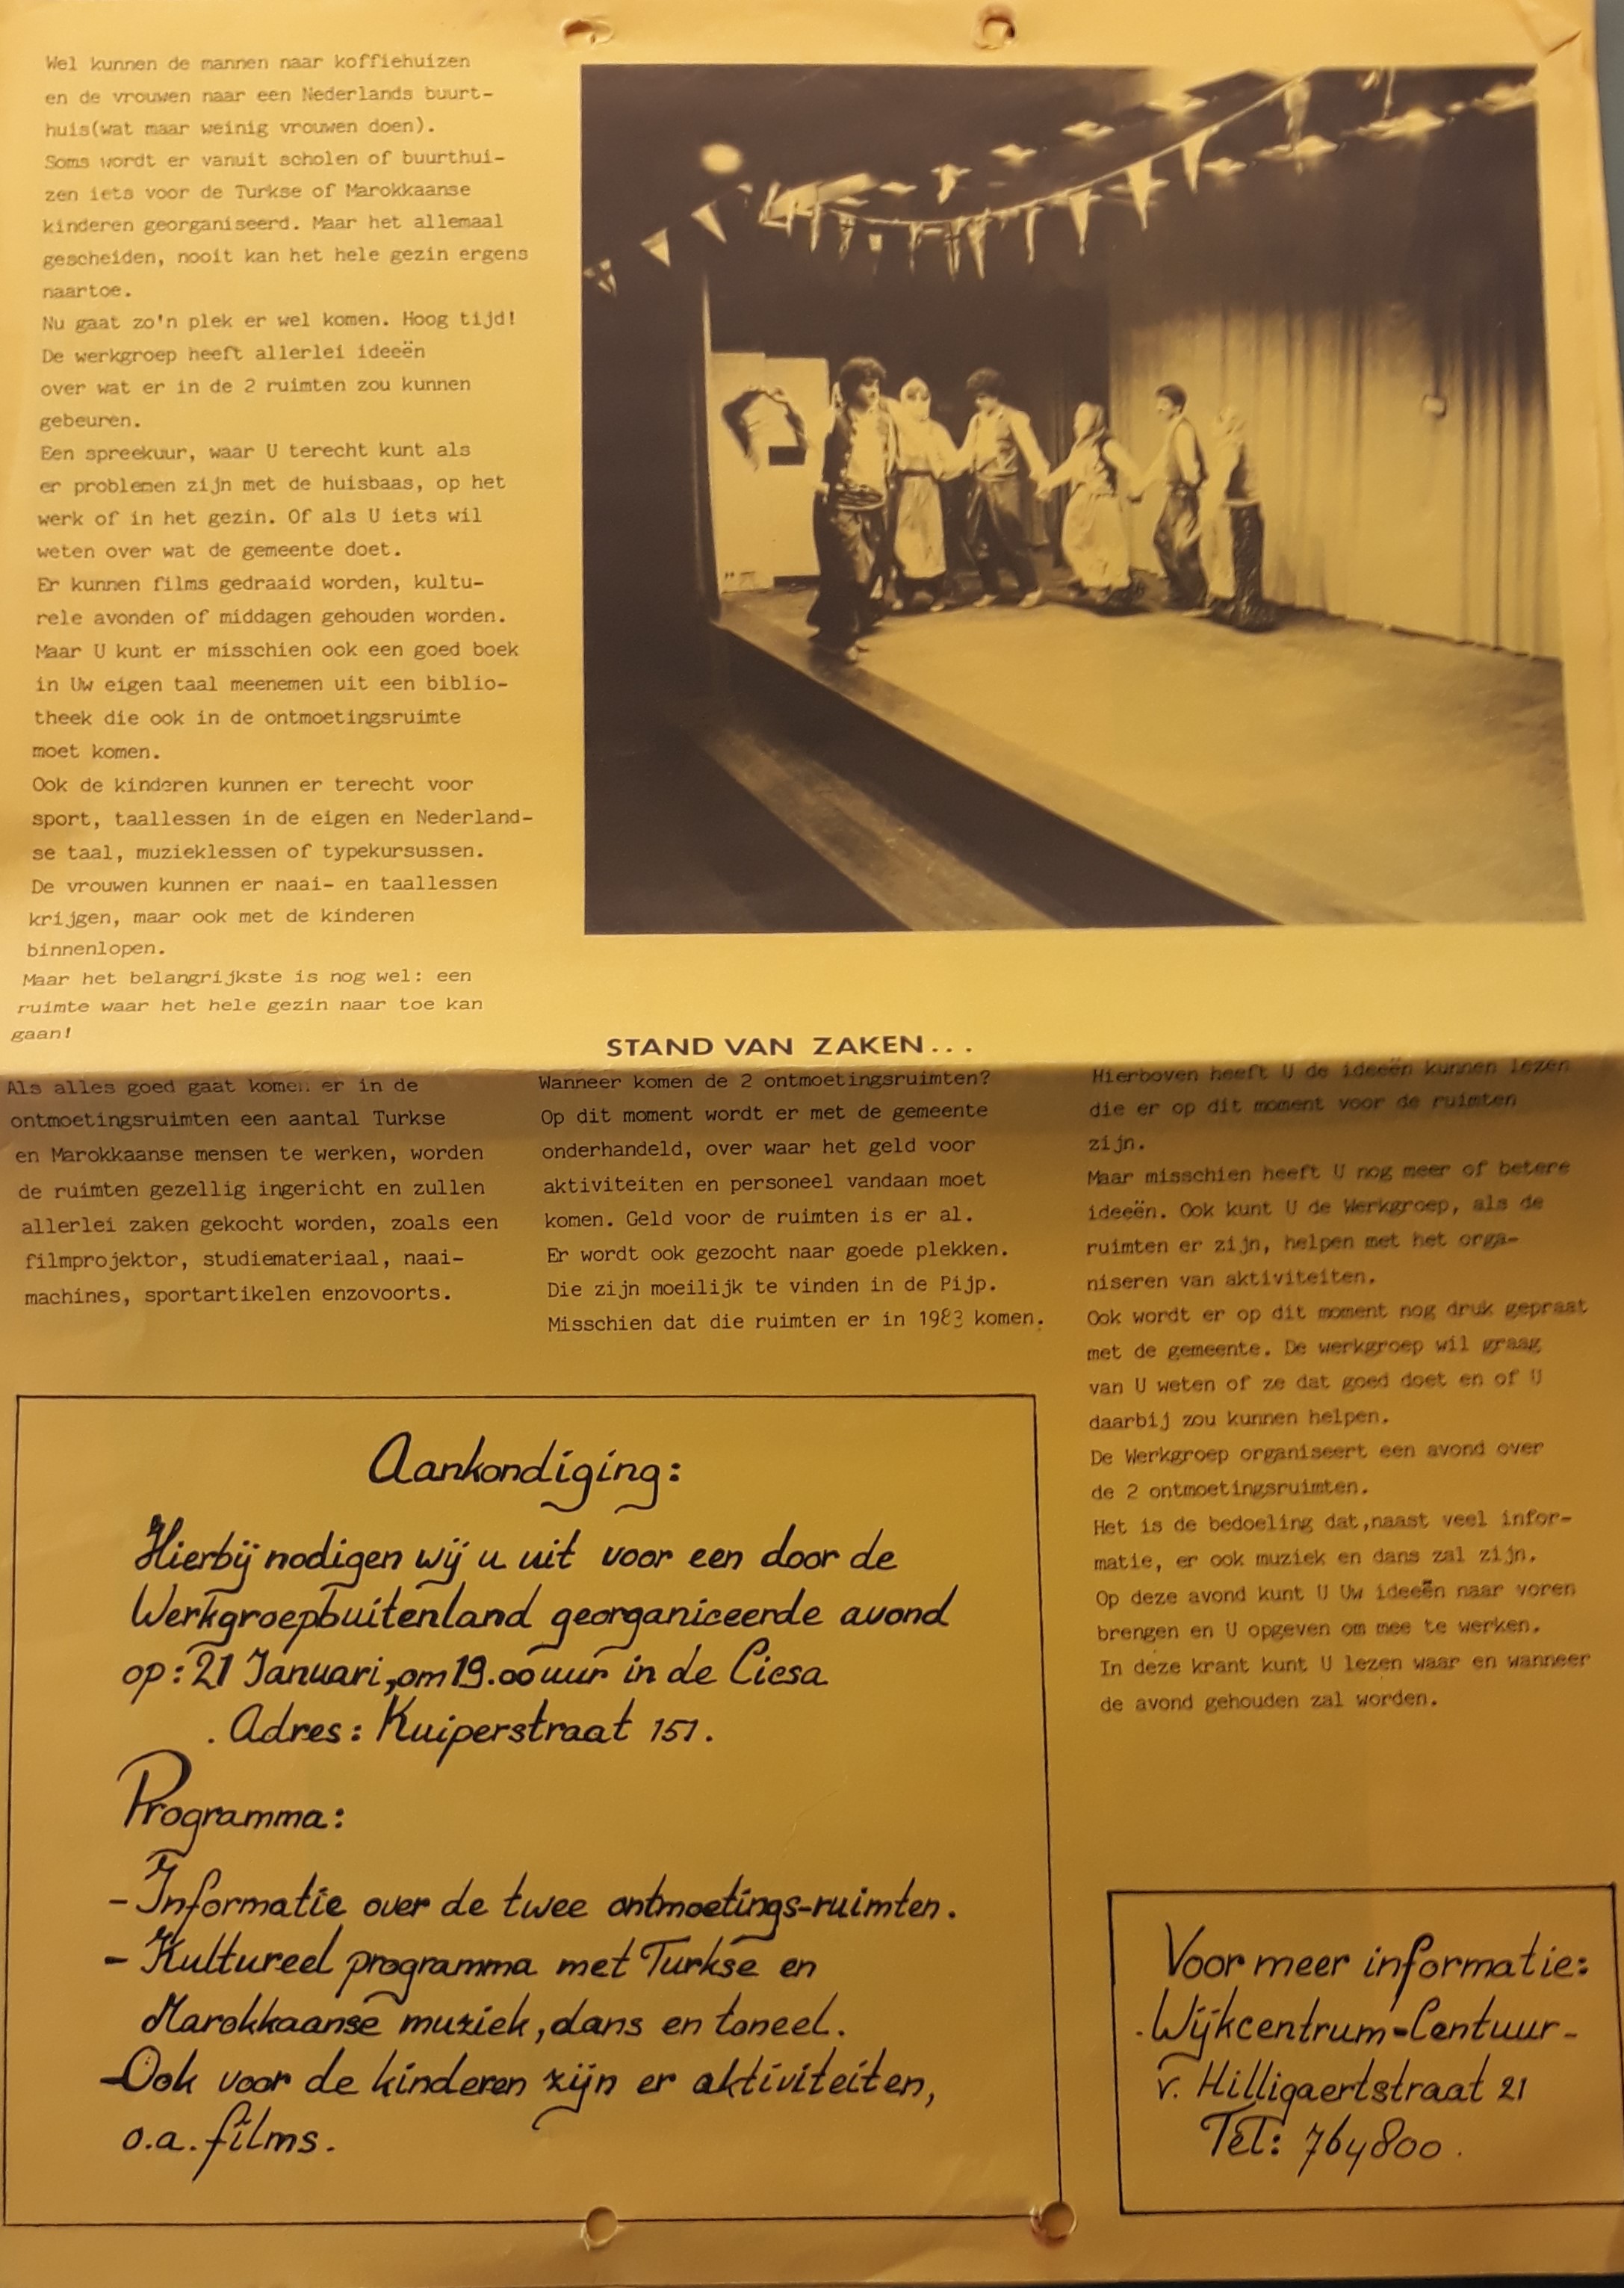 Wel kunnen de mannen naar koffiehuizen
en de vrouwen naar een Nederlands buurt-
huis(wat maar weinig vrouwen doen).
Soms wordt er vanuit scholen of buurthui-
zen iets voor de Turkse of Marokkaanse
kinderen georganiseerd. Maar het allemaal
gescheiden, nooit kan het hele gezin ergens
naartoe.
Nu gaat zo'n plek er wel komen. Hoog tijd!
De werkgroep heeft allerlei ideeën
over wat er in de 2 ruimten zou kunnen
gebeuren.
Een spreekuur, waar U terecht kunt als
er problemen zijn met de huisbaas, op het
werk of in het gezin. Of als U iets wil
weten over wat de gemeente doet.
Er kunnen films gedraaid worden, kultu-
rele avonden of middagen gehouden worden.
Maar U kunt er misschien ook een goed boek
in Uw eigen taal meenemen uit een biblio-
theek die ook in de ontmoetingsruimte
moet komen.
Ook de kinderen kunnen er terecht voor
sport, taallessen in de eigen en Nederland-
se taal, muzieklessen of typekursussen.
De vrouwen kunnen er naai- en taallessen
krijgen, maar ook met de kinderen
binnenlopen.
Maar het belangrijkste is nog wel: een
ruimte waar het hele gezin naar toe kan
gaan!
Als alles goed gaat komen er in de
ontmoetingsruimten een aantal Turkse
en Marokkaanse mensen te werken, worden
de ruimten gezellig ingericht en zullen
allerlei zaken gekocht worden, zoals een
filmprojektor, studiemateriaal, naai-
machines, sportartikelen enzovoorts.
STAND VAN ZAKEN...
Wanneer komen de 2 ontmoetingsruimten?
Op dit moment wordt er met de gemeente
onderhandeld, over waar het geld voor
aktiviteiten en personeel vandaan moet
komen. Geld voor de ruimten is er al.
Er wordt ook gezocht naar goede plekken.
Die zijn moeilijk te vinden in de Pijp.
Misschien dat die ruimten er in 1983 komen.
Hierboven heeft U de ideeën kunnen lezen
die er op dit moment voor de ruimten
zijn.
Maar misschien heeft U nog meer of betere
ideeën. Ook kunt U de Werkgroep, als de
ruimten er zijn, helpen met het orga-
niseren van aktiviteiten.
Ook wordt er op dit moment nog druk gepraat
met de gemeente. De werkgroep wil graag
van U weten of ze dat goed doet en of U
daarbij zou kunnen helpen.
De Werkgroep organiseert een avond over
de 2 ontmoetingsruimten.
Het is de bedoeling dat,naast veel infor-
matie, er ook muziek en dans zal zijn.
Op deze avond kunt U Uw ideeën naar voren
brengen en U opgeven om mee te werken.
In deze krant kunt U lezen waar en wanneer
de avond gehouden zal worden.
Aankondiging:
Hierbij nodigen wij u uit voor een door de
Werkgroepbuitenland georganiceerde avond
op: 21 Januari, om 19.00 uur in de Ciesa
. Adres: Kuiperstraat 151.
Programma:
- Informatie over de twee ontmoetings-ruimten.
- Kultureel programma met Turkse en
Marokkaanse muziek, dans en toneel.
- Ook voor de kinderen zijn er aktiviteiten,
o.a. films.
Voor meer informatie:
. Wijkcentrum-Centuur-
v. Hilligaertstraat 21
Tel: 764800.